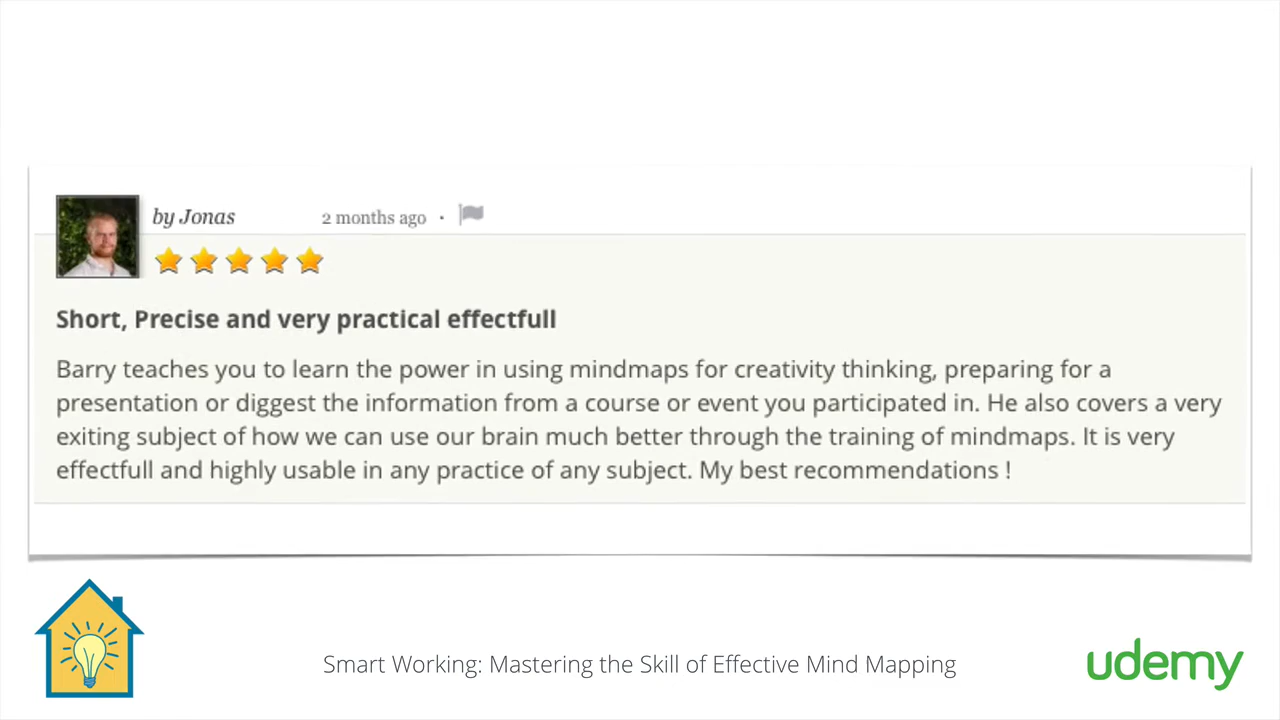 by Jonas 2 months ago ·
Short, Precise and very practical effectfull
Barry teaches you to learn the power in using mindmaps for creativity thinking, preparing for a
presentation or diggest the information from a course or event you participated in. He also covers a very
exiting subject of how we can use our brain much better through the training of mindmaps. It is very
effectfull and highly usable in any practice of any subject. My best recommendations !
Smart Working: Mastering the Skill of Effective Mind Mapping
udemy